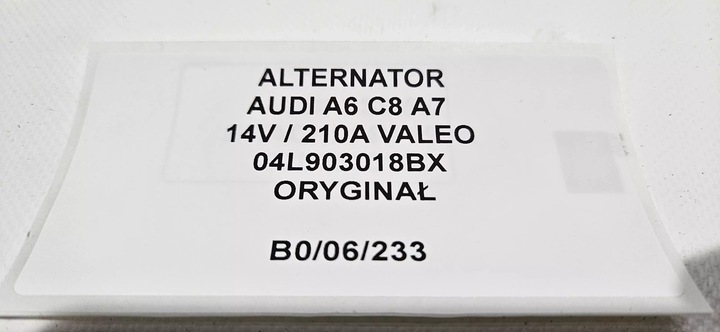 ALTERNATOR
AUDI A6 C8 A7
14V / 210A VALEO
04L903018BX
ORYGINAŁ
B0/06/233